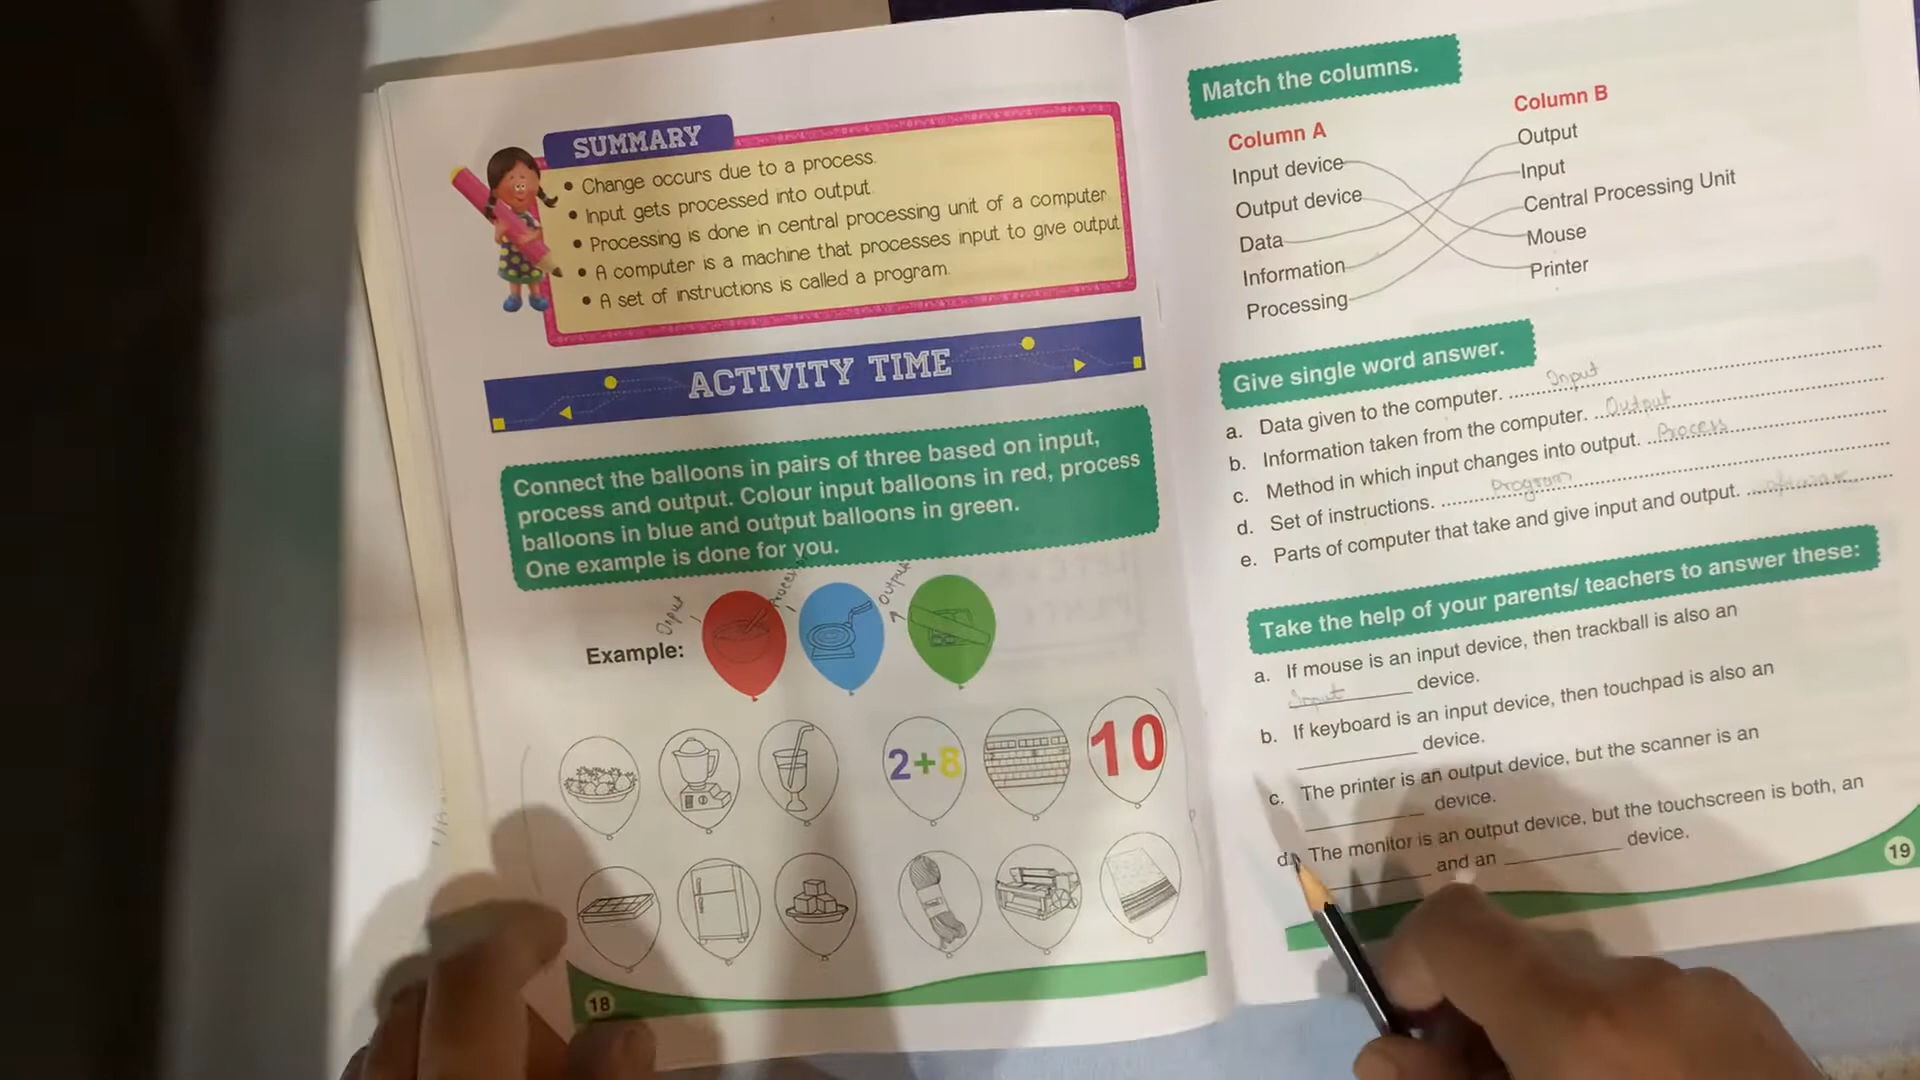 SUMMARY
• Change occurs due to a process.
• Input gets processed into output.
• Processing is done in central processing unit of a computer.
• A computer is a machine that processes input to give output.
• A set of instructions is called a program.
ACTIVITY TIME
Connect the balloons in pairs of three based on input,
process and output. Colour input balloons in red, process
balloons in blue and output balloons in green.
One example is done for you.
Input
Process
Output
Example:
2+8
10
18
Match the columns.
Column A
Column B
Input device
Output
Output device
Input
Data
Central Processing Unit
Information
Mouse
Processing
Printer
Give single word answer.
a. Data given to the computer. Input
b. Information taken from the computer. Output
c. Method in which input changes into output. Process
d. Set of instructions. Program
e. Parts of computer that take and give input and output.
Take the help of your parents/ teachers to answer these:
a. If mouse is an input device, then trackball is also an
Input device.
b. If keyboard is an input device, then touchpad is also an
device.
c. The printer is an output device, but the scanner is an
device.
d. The monitor is an output device, but the touchscreen is both, an
and an device.
19